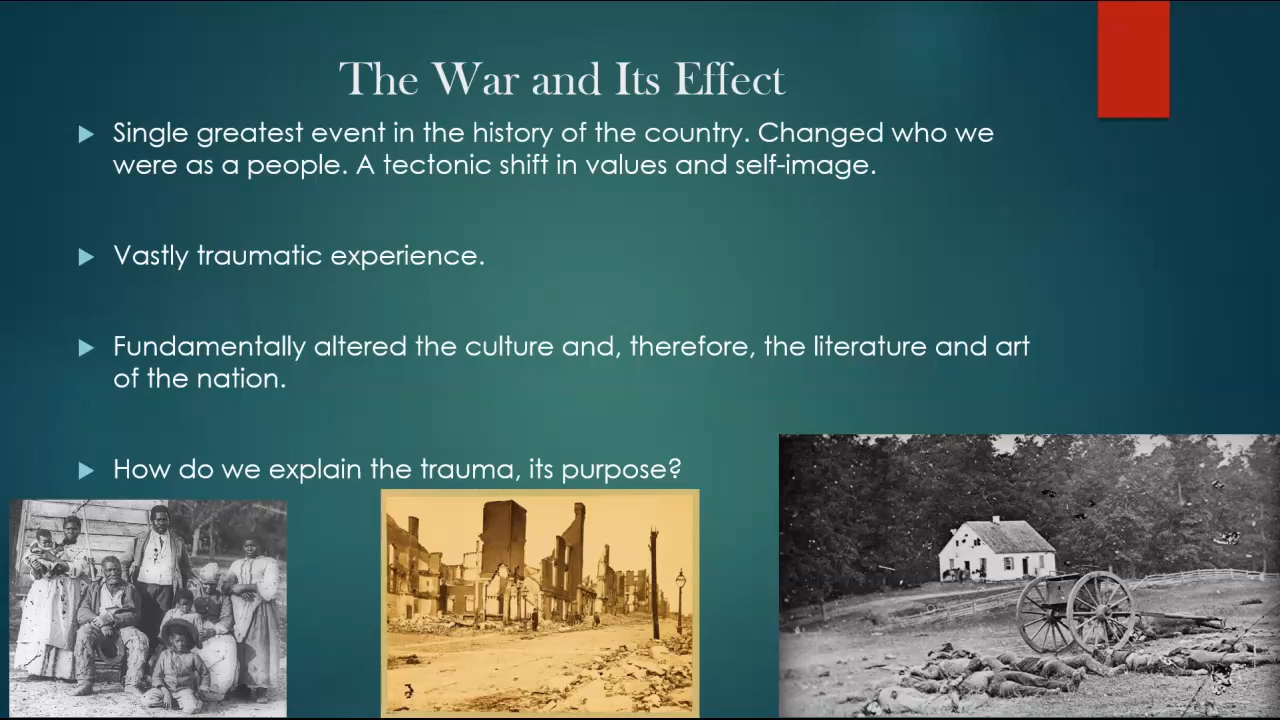 The War and Its Effect
Single greatest event in the history of the country. Changed who we
were as a people. A tectonic shift in values and self-image.
Vastly traumatic experience.
Fundamentally altered the culture and, therefore, the literature and art
of the nation.
How do we explain the trauma, its purpose?